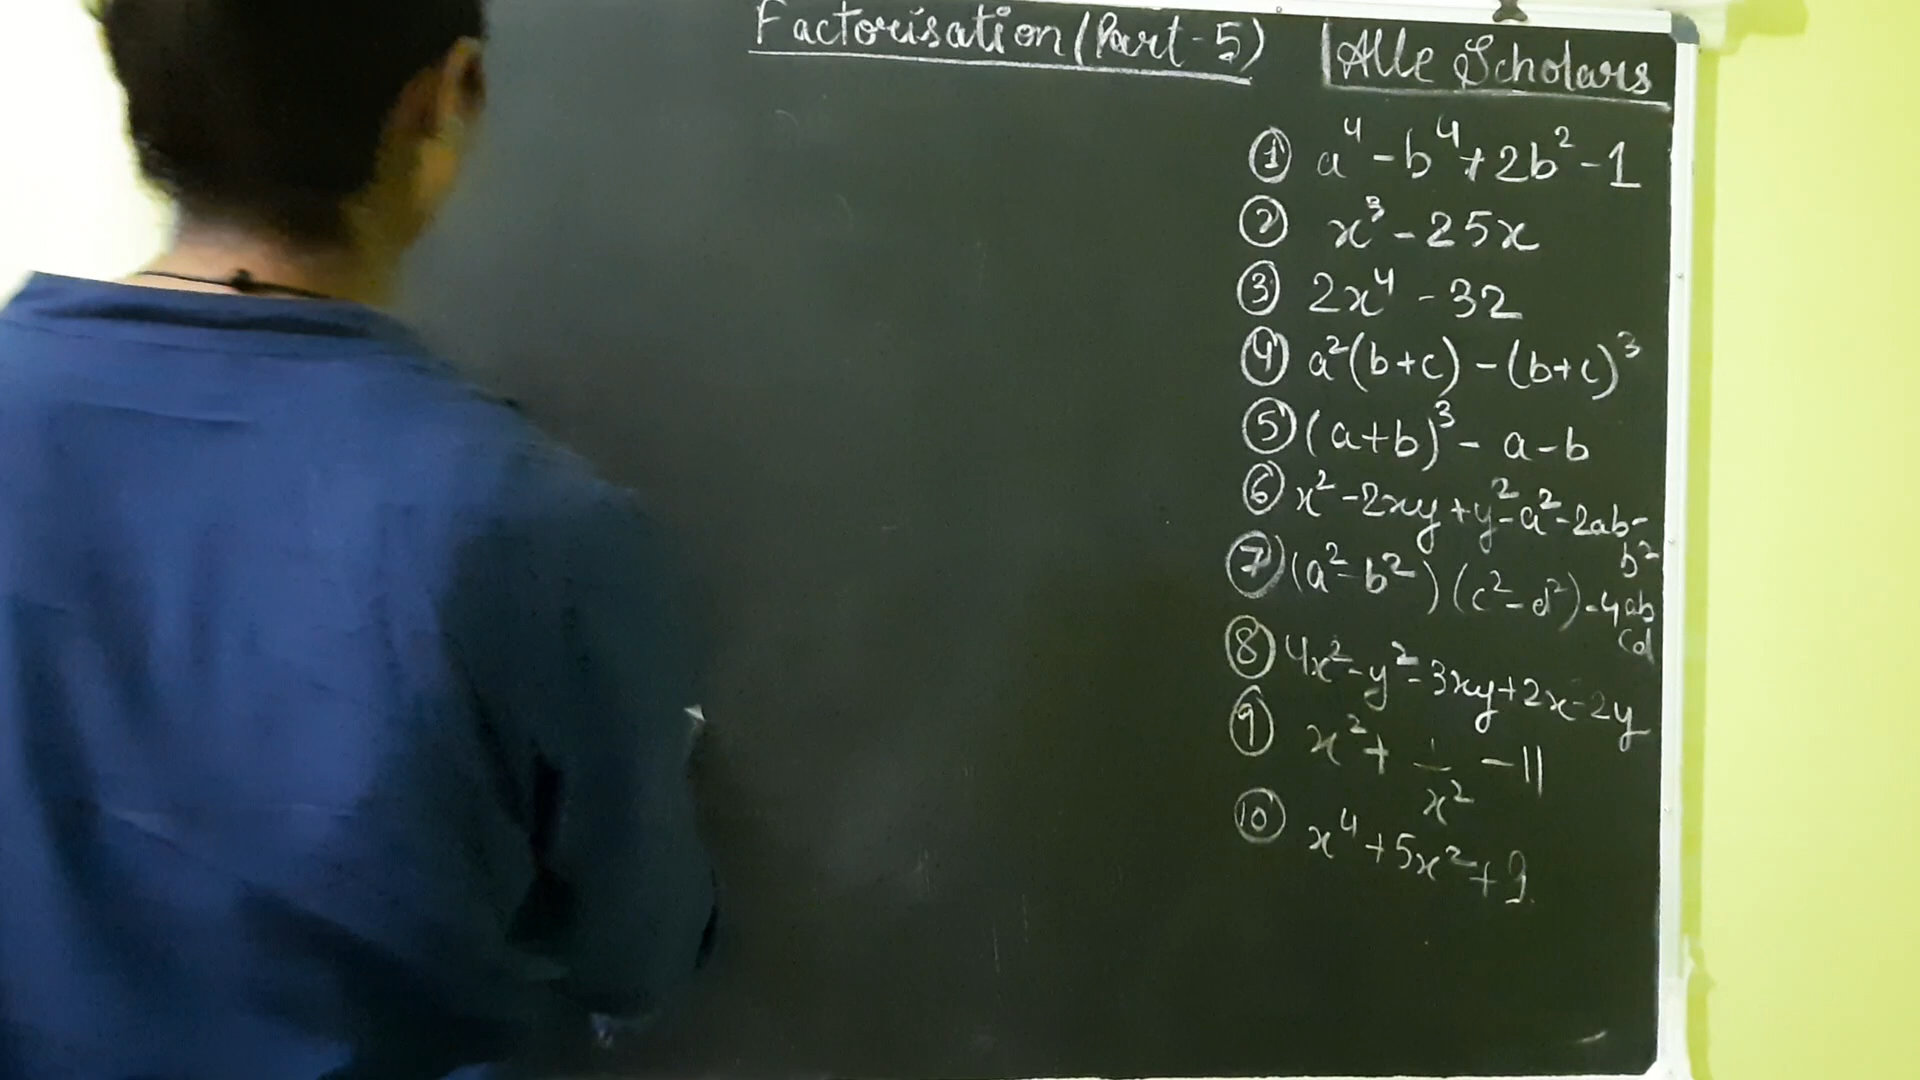 Factorisation (Part-5)
Alle Scholars
① a⁴-b⁴+2b²-1
② x³-25x
③ 2x⁴-32
④ a²(b+c)-(b+c)³
⑤ (a+b)³-a-b
⑥ x²-2xy+y²-a²-2ab-
b²
⑦ (a²-b²)(c²-d²)-4ab
cd
⑧ 4x²-y²-3xy+2x-2y
⑨ x²+1/x²-11
⑩ x⁴+5x²+9